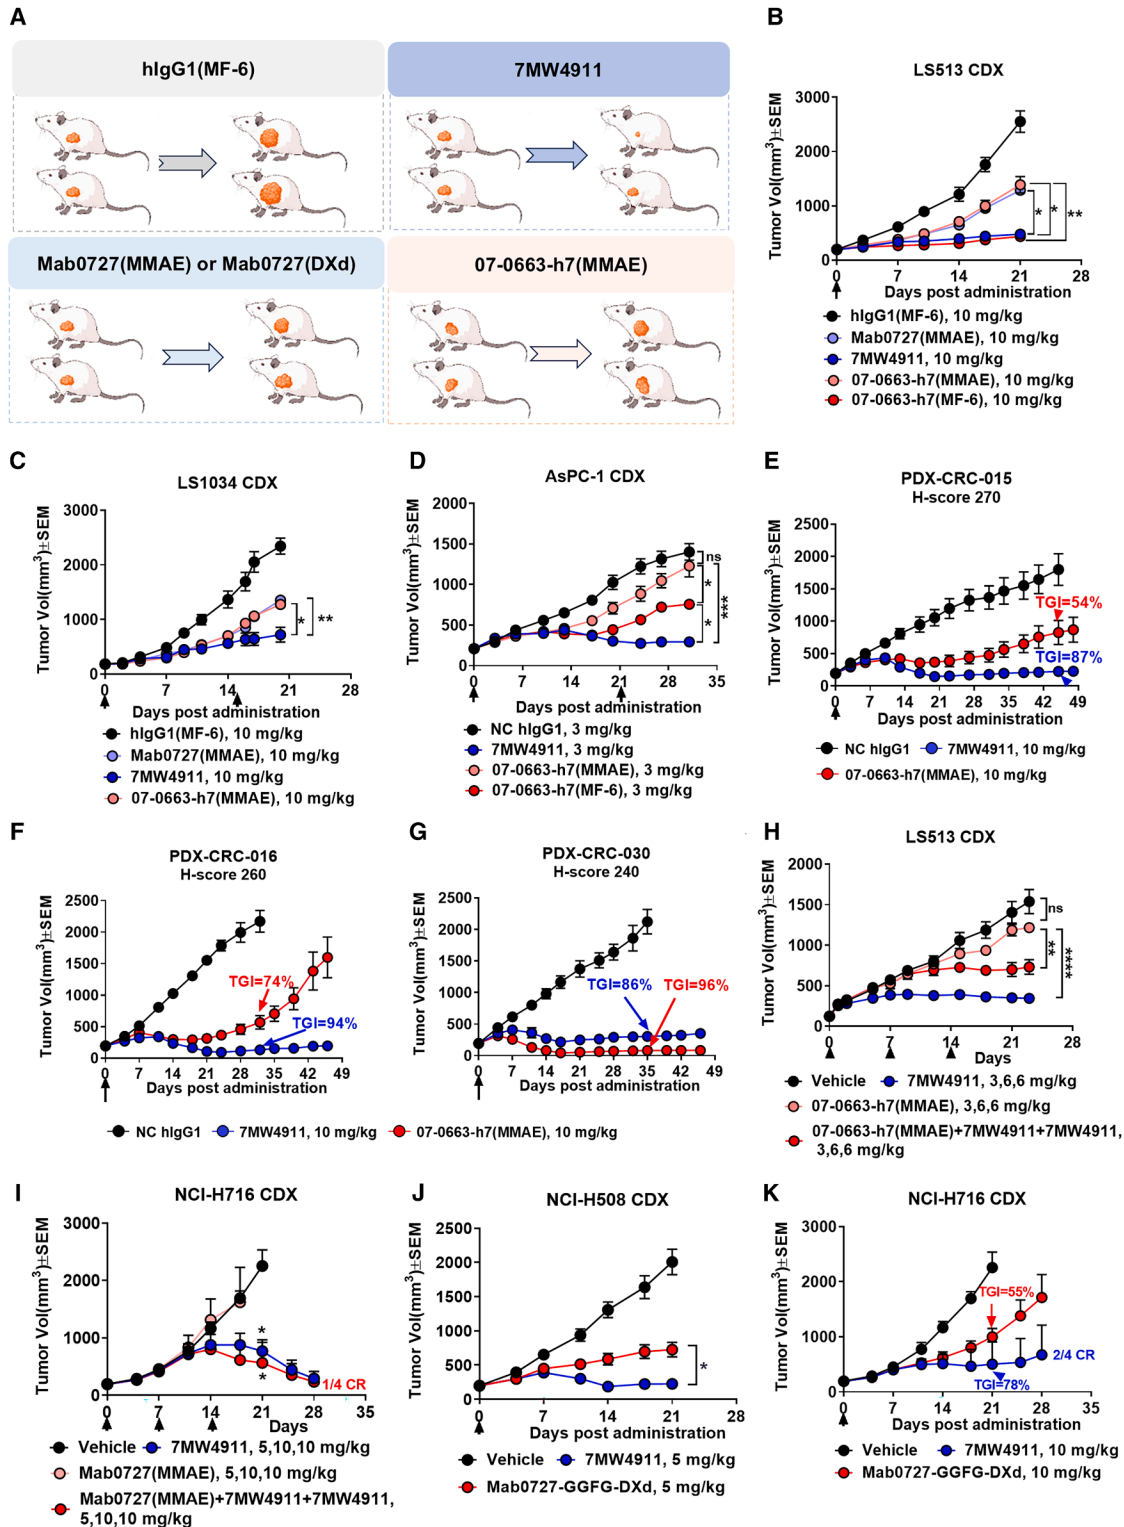 A
hIgG1(MF-6)
7MW4911
Mab0727(MMAE) or Mab0727(DXd)
07-0663-h7(MMAE)
B
LS513 CDX
Tumor Vol(mm³)±SEM
3000
2000
1000
0
0 7 14 21 28
* * **
Days post administration
hIgG1(MF-6), 10 mg/kg
Mab0727(MMAE), 10 mg/kg
7MW4911, 10 mg/kg
07-0663-h7(MMAE), 10 mg/kg
07-0663-h7(MF-6), 10 mg/kg
C
LS1034 CDX
Tumor Vol(mm³)±SEM
3000
2000
1000
0
0 7 14 21 28
* **
Days post administration
hIgG1(MF-6), 10 mg/kg
Mab0727(MMAE), 10 mg/kg
7MW4911, 10 mg/kg
07-0663-h7(MMAE), 10 mg/kg
D
AsPC-1 CDX
Tumor Vol(mm³)±SEM
2000
1500
1000
500
0
0 7 14 21 28 35
ns
* * ***
Days post administration
NC hIgG1, 3 mg/kg
7MW4911, 3 mg/kg
07-0663-h7(MMAE), 3 mg/kg
07-0663-h7(MF-6), 3 mg/kg
E
PDX-CRC-015
H-score 270
Tumor Vol(mm³)±SEM
2500
2000
1500
1000
500
0
0 7 14 21 28 35 42 49
TGI=54%
TGI=87%
Days post administration
NC hIgG1 7MW4911, 10 mg/kg
07-0663-h7(MMAE), 10 mg/kg
F
PDX-CRC-016
H-score 260
Tumor Vol(mm³)±SEM
2500
2000
1500
1000
500
0
0 7 14 21 28 35 42 49
TGI=74%
TGI=94%
Days post administration
G
PDX-CRC-030
H-score 240
Tumor Vol(mm³)±SEM
2500
2000
1500
1000
500
0
0 7 14 21 28 35 42 49
TGI=86% TGI=96%
Days post administration
NC hIgG1 7MW4911, 10 mg/kg 07-0663-h7(MMAE), 10 mg/kg
H
LS513 CDX
Tumor Vol(mm³)±SEM
2000
1500
1000
500
0
0 7 14 21 28
ns
** ****
Days
Vehicle 7MW4911, 3,6,6 mg/kg
07-0663-h7(MMAE), 3,6,6 mg/kg
07-0663-h7(MMAE)+7MW4911+7MW4911,
3,6,6 mg/kg
I
NCI-H716 CDX
Tumor Vol(mm³)±SEM
3000
2000
1000
0
0 7 14 21 28 35
*
*
1/4 CR
Days
Vehicle 7MW4911, 5,10,10 mg/kg
Mab0727(MMAE), 5,10,10 mg/kg
Mab0727(MMAE)+7MW4911+7MW4911,
5,10,10 mg/kg
J
NCI-H508 CDX
Tumor Vol(mm³)±SEM
2500
2000
1500
1000
500
0
0 7 14 21 28
*
Days post administration
Vehicle 7MW4911, 5 mg/kg
Mab0727-GGFG-DXd, 5 mg/kg
K
NCI-H716 CDX
Tumor Vol(mm³)±SEM
3000
2000
1000
0
0 7 14 21 28 35
TGI=55%
2/4 CR
TGI=78%
Days post administration
Vehicle 7MW4911, 10 mg/kg
Mab0727-GGFG-DXd, 10 mg/kg